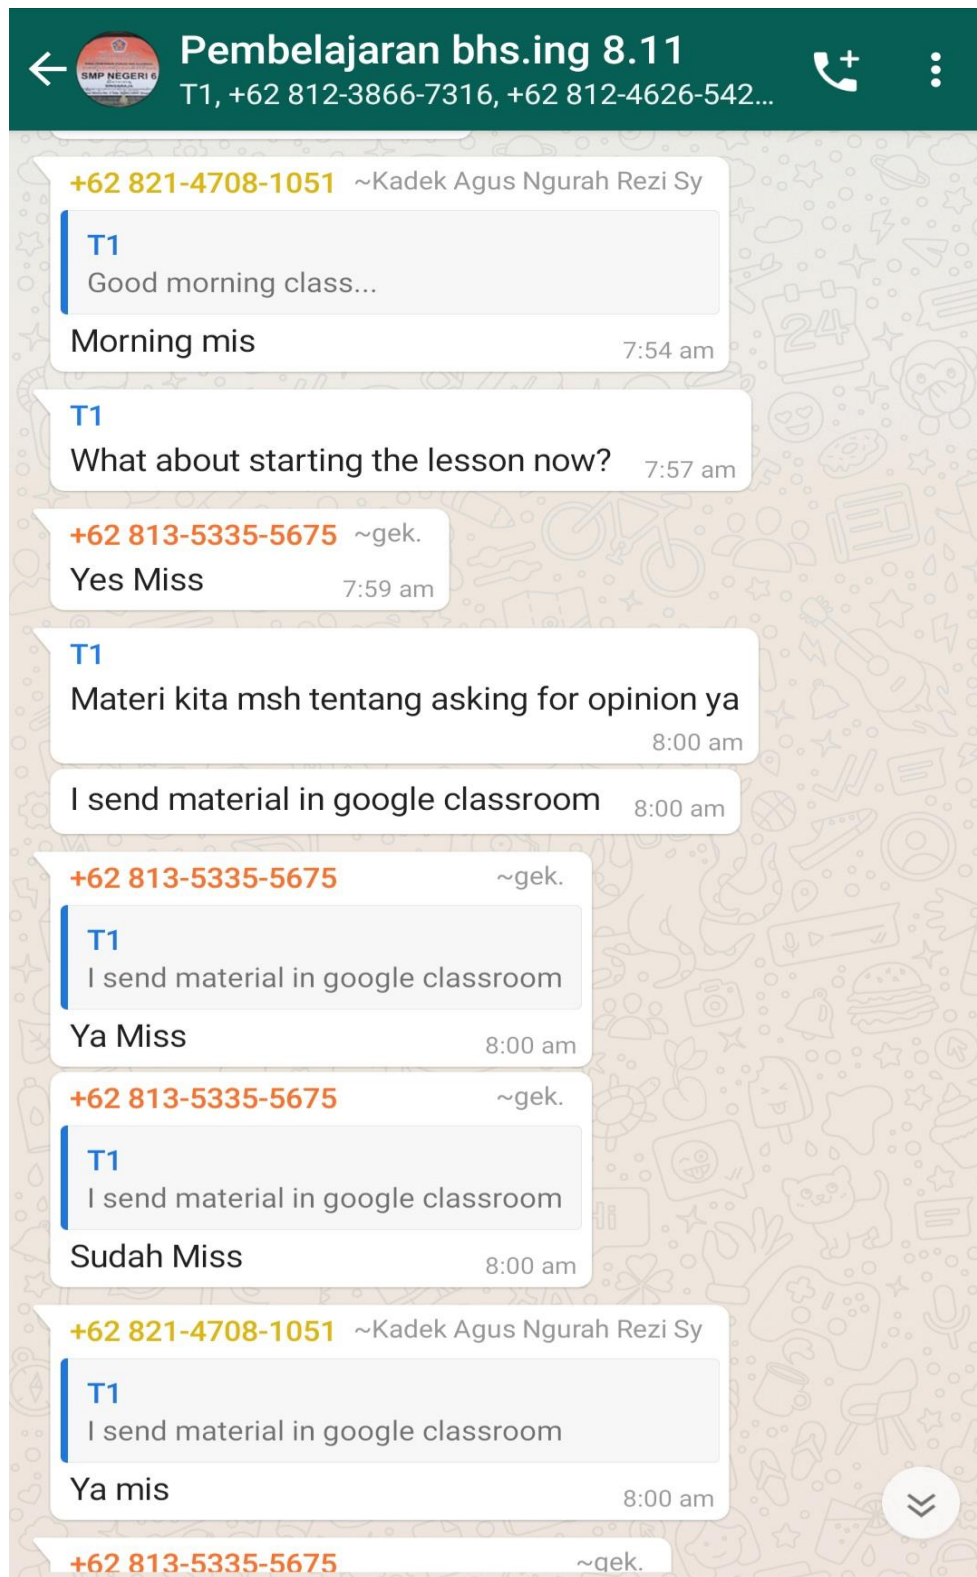 Pembelajaran bhs.ing 8.11
T1, +62 812-3866-7316, +62 812-4626-542...
SMP NEGERI 6
+62 821-4708-1051 ~Kadek Agus Ngurah Rezi Sy
T1
Good morning class...
Morning mis
7:54 am
T1
What about starting the lesson now? 7:57 am
+62 813-5335-5675 ~gek.
Yes Miss 7:59 am
T1
Materi kita msh tentang asking for opinion ya
8:00 am
I send material in google classroom 8:00 am
+62 813-5335-5675 ~gek.
T1
I send material in google classroom
Ya Miss 8:00 am
+62 813-5335-5675 ~gek.
T1
I send material in google classroom
Sudah Miss 8:00 am
+62 821-4708-1051 ~Kadek Agus Ngurah Rezi Sy
T1
I send material in google classroom
Ya mis 8:00 am
+62 813-5335-5675 ~gek.